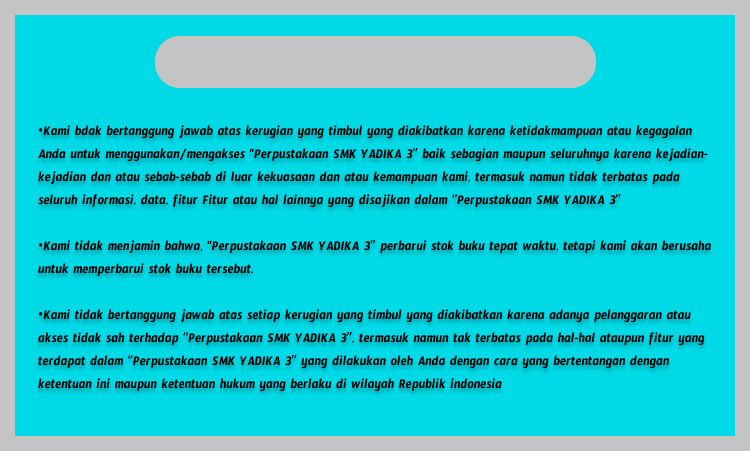 •Kami bdak bertanggung jawab atas kerugian yang timbul yang diakibatkan karena ketidakmampuan atau kegagalan
Anda untuk menggunakan/mengakses "Perpustakaan SMK YADIKA 3" baik sebagian maupun seluruhnya karena kejadian-
kejadian dan atau sebab-sebab di luar kekuasaan dan atau kemampuan kami, termasuk namun tidak terbatas pada
seluruh informasi, data, fitur Fitur atau hal lainnya yang disajikan dalam "Perpustakaan SMK YADIKA 3"
•Kami tidak menjamin bahwa, "Perpustakaan SMK YADIKA 3" perbarui stok buku tepat waktu, tetapi kami akan berusaha
untuk memperbarui stok buku tersebut.
•Kami tidak bertanggung jawab atas setiap kerugian yang timbul yang diakibatkan karena adanya pelanggaran atau
akses tidak sah terhadap "Perpustakaan SMK YADIKA 3", termasuk namun tak terbatas pada hal-hal ataupun fitur yang
terdapat dalam "Perpustakaan SMK YADIKA 3" yang dilakukan oleh Anda dengan cara yang bertentangan dengan
ketentuan ini maupun ketentuan hukum yang berlaku di wilayah Republik indonesia